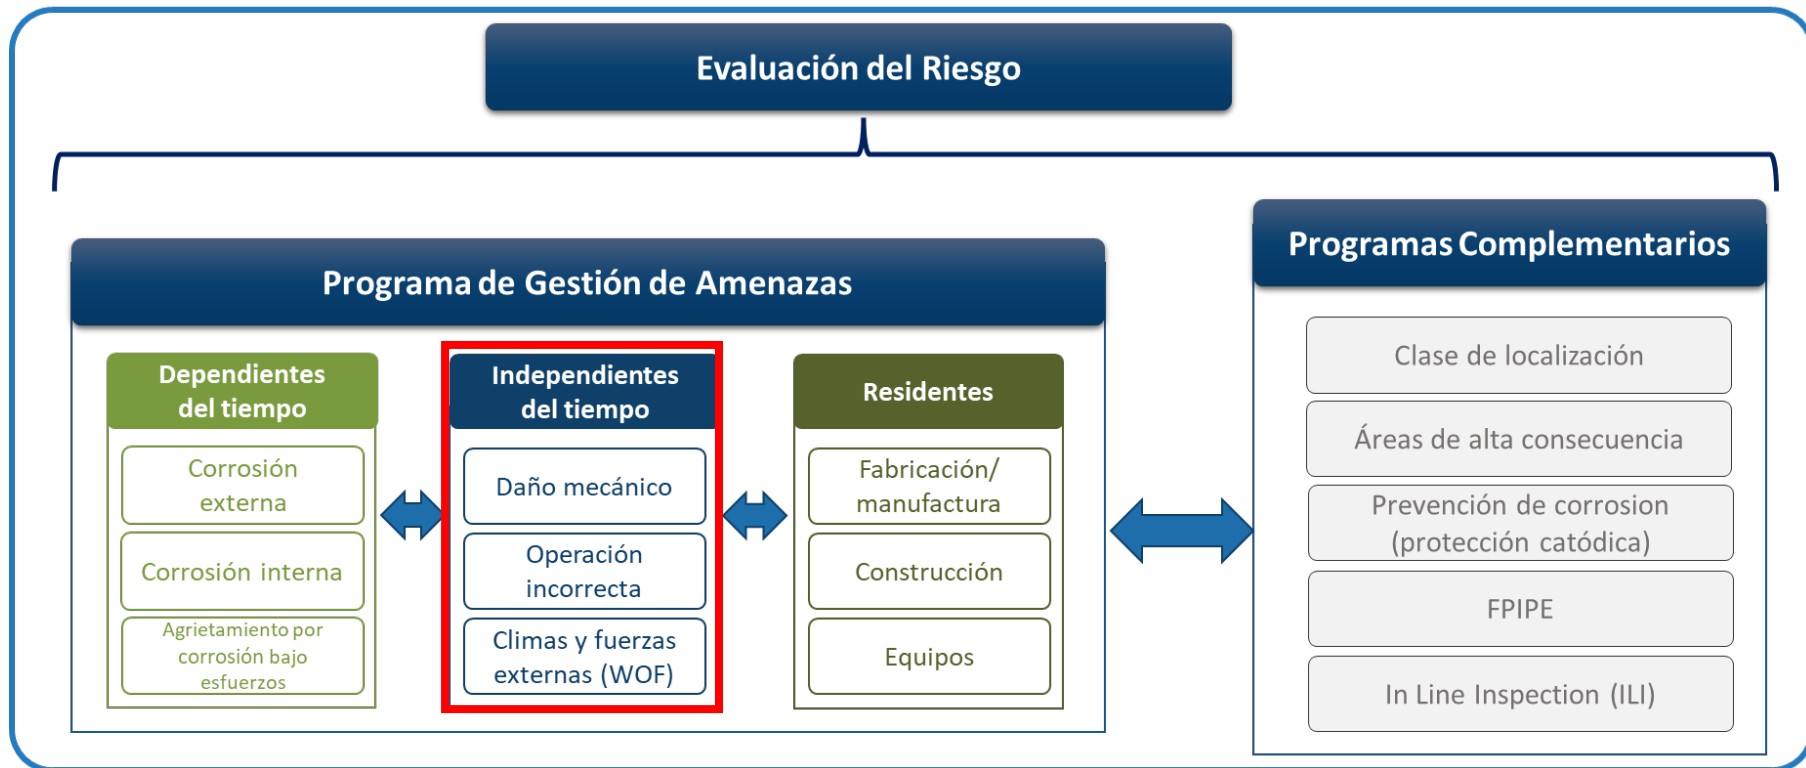 Evaluación del Riesgo
Programa de Gestión de Amenazas
Dependientes
del tiempo
Corrosión
externa
Corrosión interna
Agrietamiento por
corrosión bajo
esfuerzos
Independientes
del tiempo
Daño mecánico
Operación
incorrecta
Climas y fuerzas
externas (WOF)
Residentes
Fabricación/
manufactura
Construcción
Equipos
Programas Complementarios
Clase de localización
Áreas de alta consecuencia
Prevención de corrosion
(protección catódica)
FPIPE
In Line Inspection (ILI)